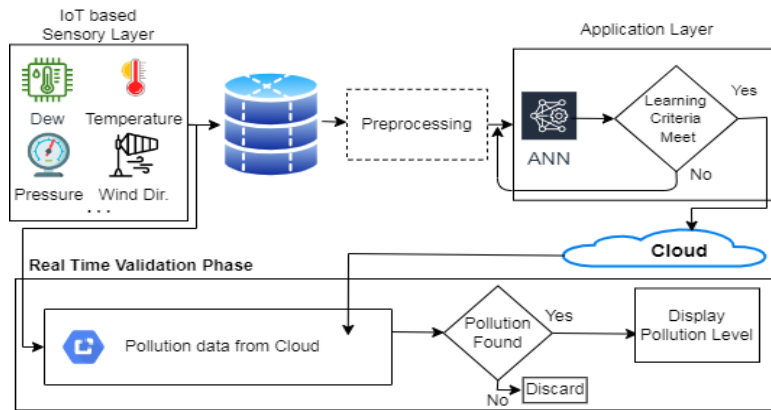 IoT based
Sensory Layer
Dew
Temperature
Pressure
Wind Dir.
...
Preprocessing
Application Layer
ANN
Learning
Criteria
Meet
Yes
No
Cloud
Real Time Validation Phase
Pollution data from Cloud
Pollution
Found
Yes
No
Discard
Display
Pollution Level